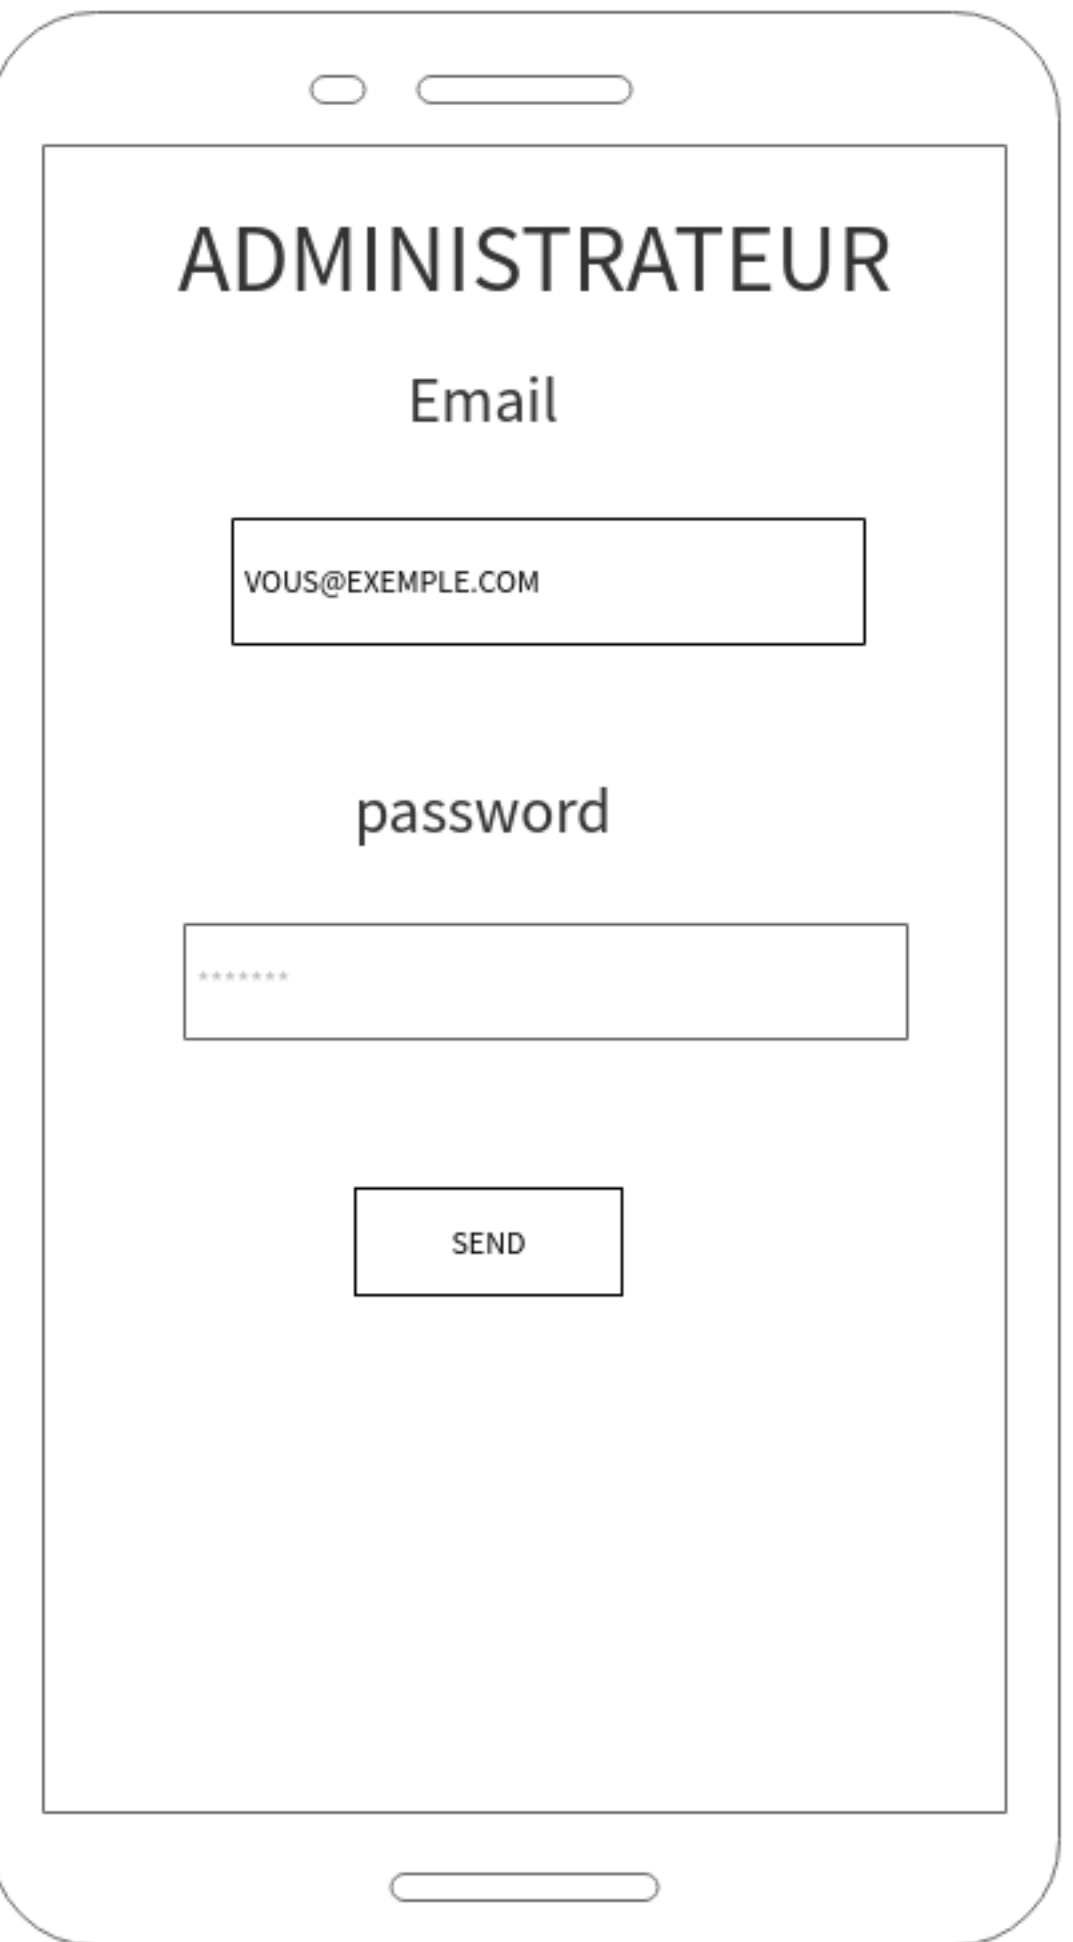 ADMINISTRATEUR
Email
VOUS@EXEMPLE.COM
password
*******
SEND